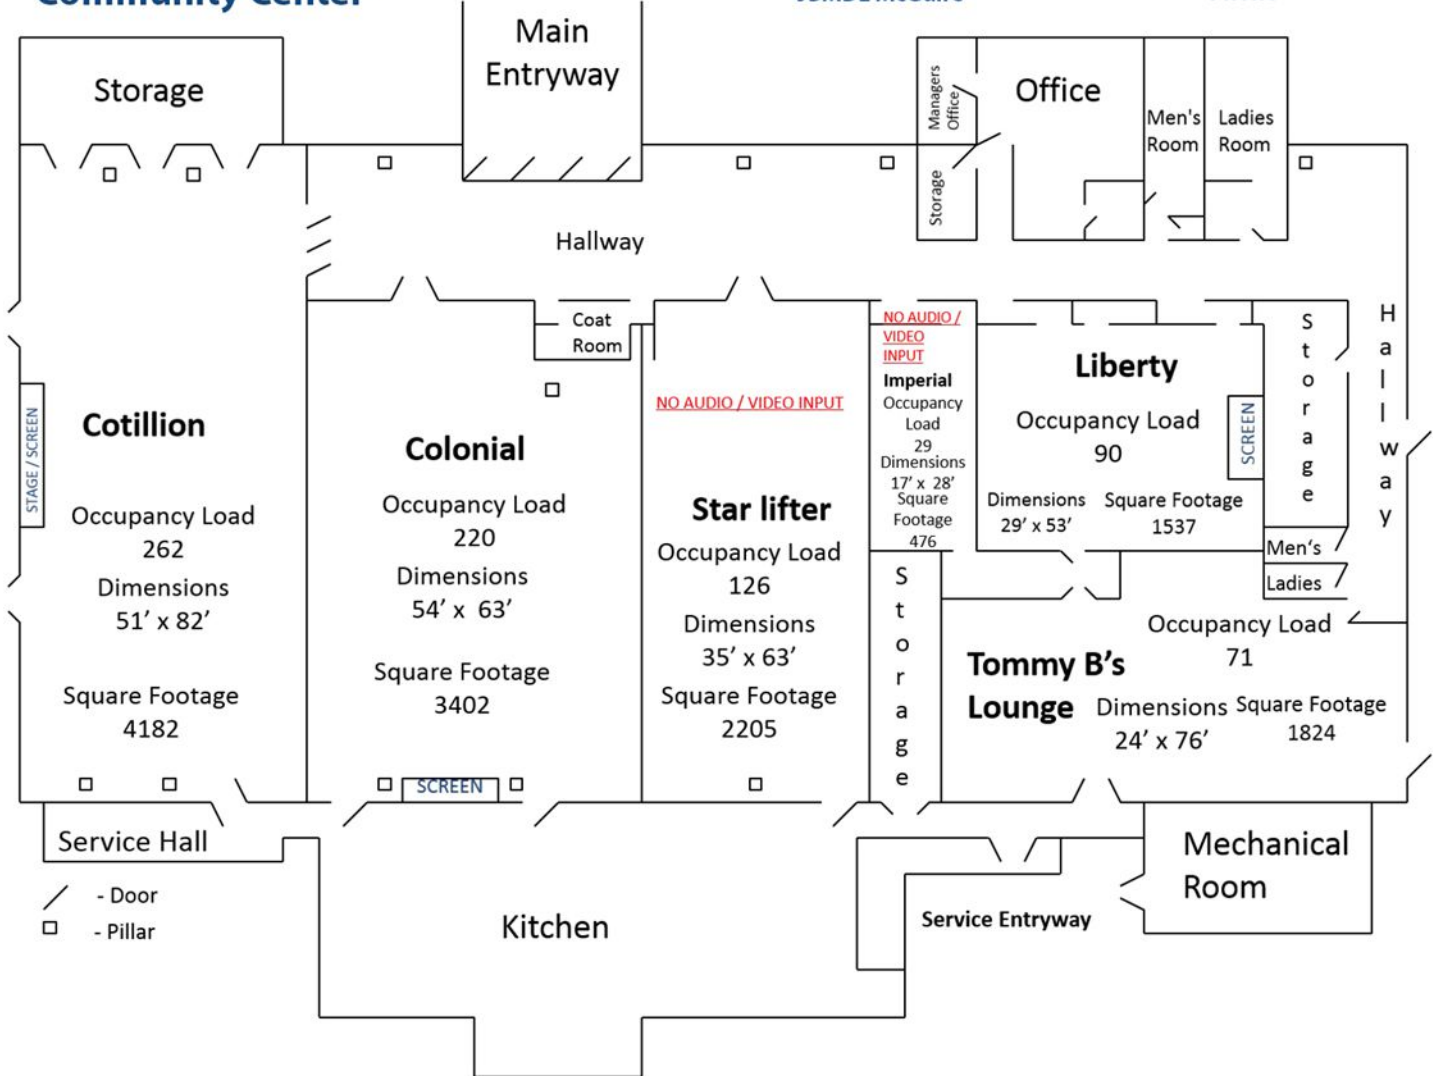 Community Center
Main
Entryway
Storage
Managers
Office
Office
Men's
Room
Ladies
Room
Storage
Hallway
Coat
Room
NO AUDIO /
VIDEO
INPUT
Imperial
Occupancy
Load
29
Dimensions
17’ x 28’
Square
Footage
476
Liberty
Occupancy Load
90
Dimensions
29’ x 53’
Square Footage
1537
SCREEN
Storage
Hallway
Men‘s
Ladies
STAGE / SCREEN
Cotillion
Occupancy Load
262
Dimensions
51’ x 82’
Square Footage
4182
Colonial
Occupancy Load
220
Dimensions
54’ x 63’
Square Footage
3402
SCREEN
NO AUDIO / VIDEO INPUT
Star lifter
Occupancy Load
126
Dimensions
35’ x 63’
Square Footage
2205
Storage
Tommy B’s
Lounge
Occupancy Load
71
Dimensions
24’ x 76’
Square Footage
1824
Service Hall
- Door
- Pillar
Kitchen
Service Entryway
Mechanical
Room